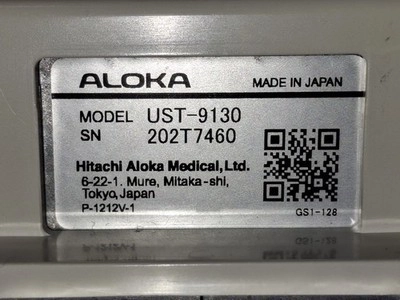 ALOKA MADE IN JAPAN
MODEL UST-9130
SN 202T7460
Hitachi Aloka Medical,Ltd.
6-22-1. Mure, Mitaka-shi,
Tokyo,Japan
P-1212V-1
GS1-128